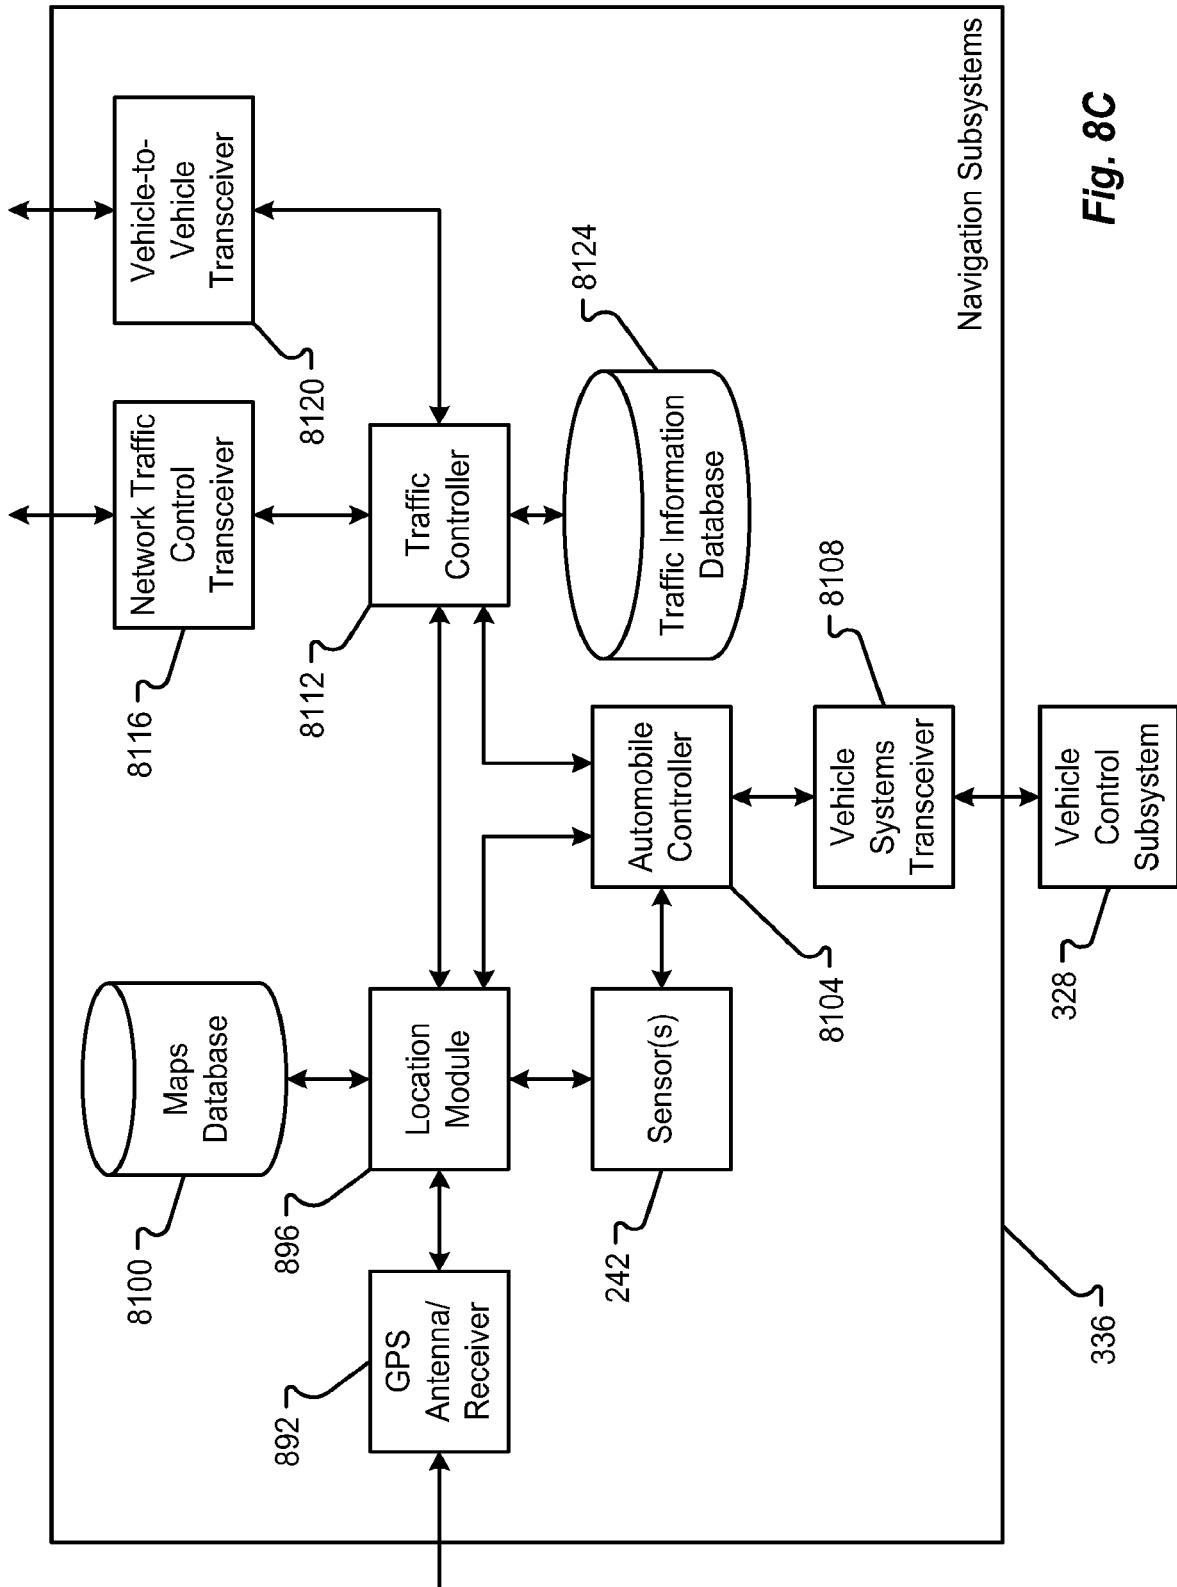 8100
Maps
Database
8116
Network Traffic
Control
Transceiver
8120
Vehicle-to-
Vehicle
Transceiver
892
GPS
Antenna/
Receiver
896
Location
Module
8112
Traffic
Controller
242
Sensor(s)
8104
Automobile
Controller
8124
Traffic Information
Database
8108
Vehicle
Systems
Transceiver
336
Navigation Subsystems
328
Vehicle
Control
Subsystem
Fig. 8C